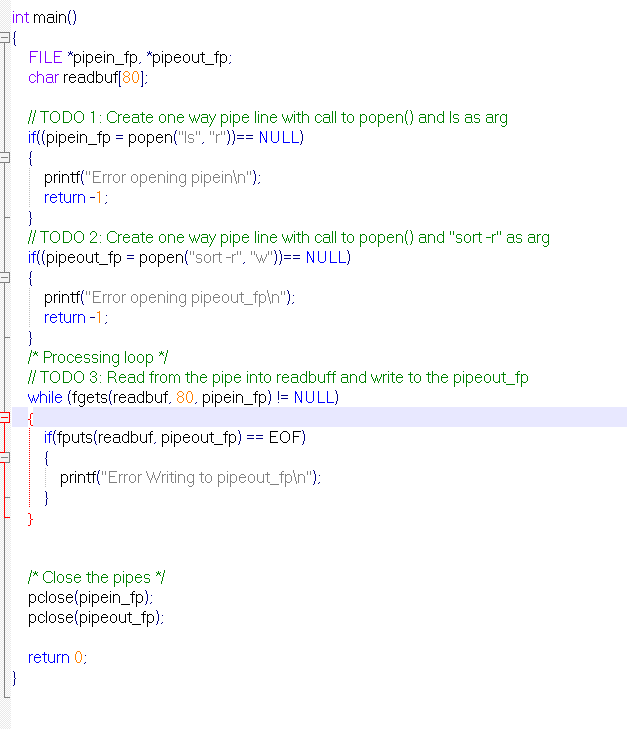 int main()
{
FILE *pipein_fp, *pipeout_fp;
char readbuf[80];
// TODO 1: Create one way pipe line with call to popen() and ls as arg
if((pipein_fp = popen("ls", "r"))== NULL)
{
printf("Error opening pipein\n");
return -1;
}
// TODO 2: Create one way pipe line with call to popen() and "sort -r" as arg
if((pipeout_fp = popen("sort -r", "w"))== NULL)
{
printf("Error opening pipeout_fp\n");
return -1;
}
/* Processing loop */
// TODO 3: Read from the pipe into readbuff and write to the pipeout_fp
while (fgets(readbuf, 80, pipein_fp) != NULL)
{
if(fputs(readbuf, pipeout_fp) == EOF)
{
printf("Error Writing to pipeout_fp\n");
}
}
/* Close the pipes */
pclose(pipein_fp);
pclose(pipeout_fp);
return 0;
}